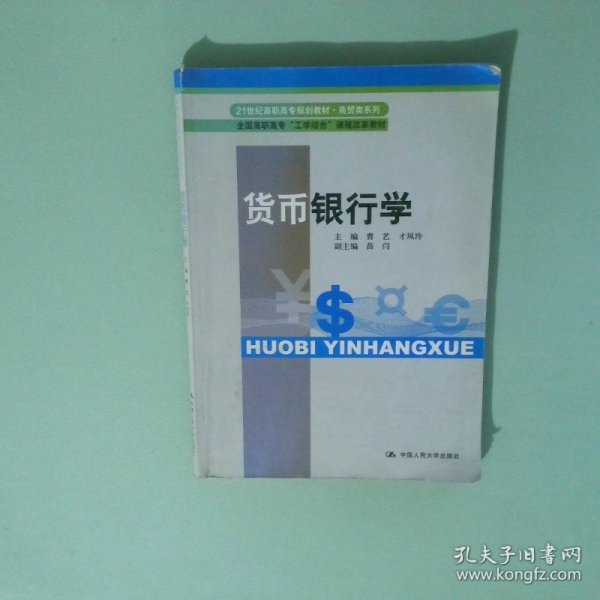 21世纪高职高专规划教材·商贸类系列
全国高职高专“工学结合”课程改革教材
货币银行学
主 编 曹 艺 才凤玲
副主编 苗 闫
¥ $ ¤ €
HUOBI YINHANGXUE
中国人民大学出版社
孔夫子旧书网
www.kongfz.com